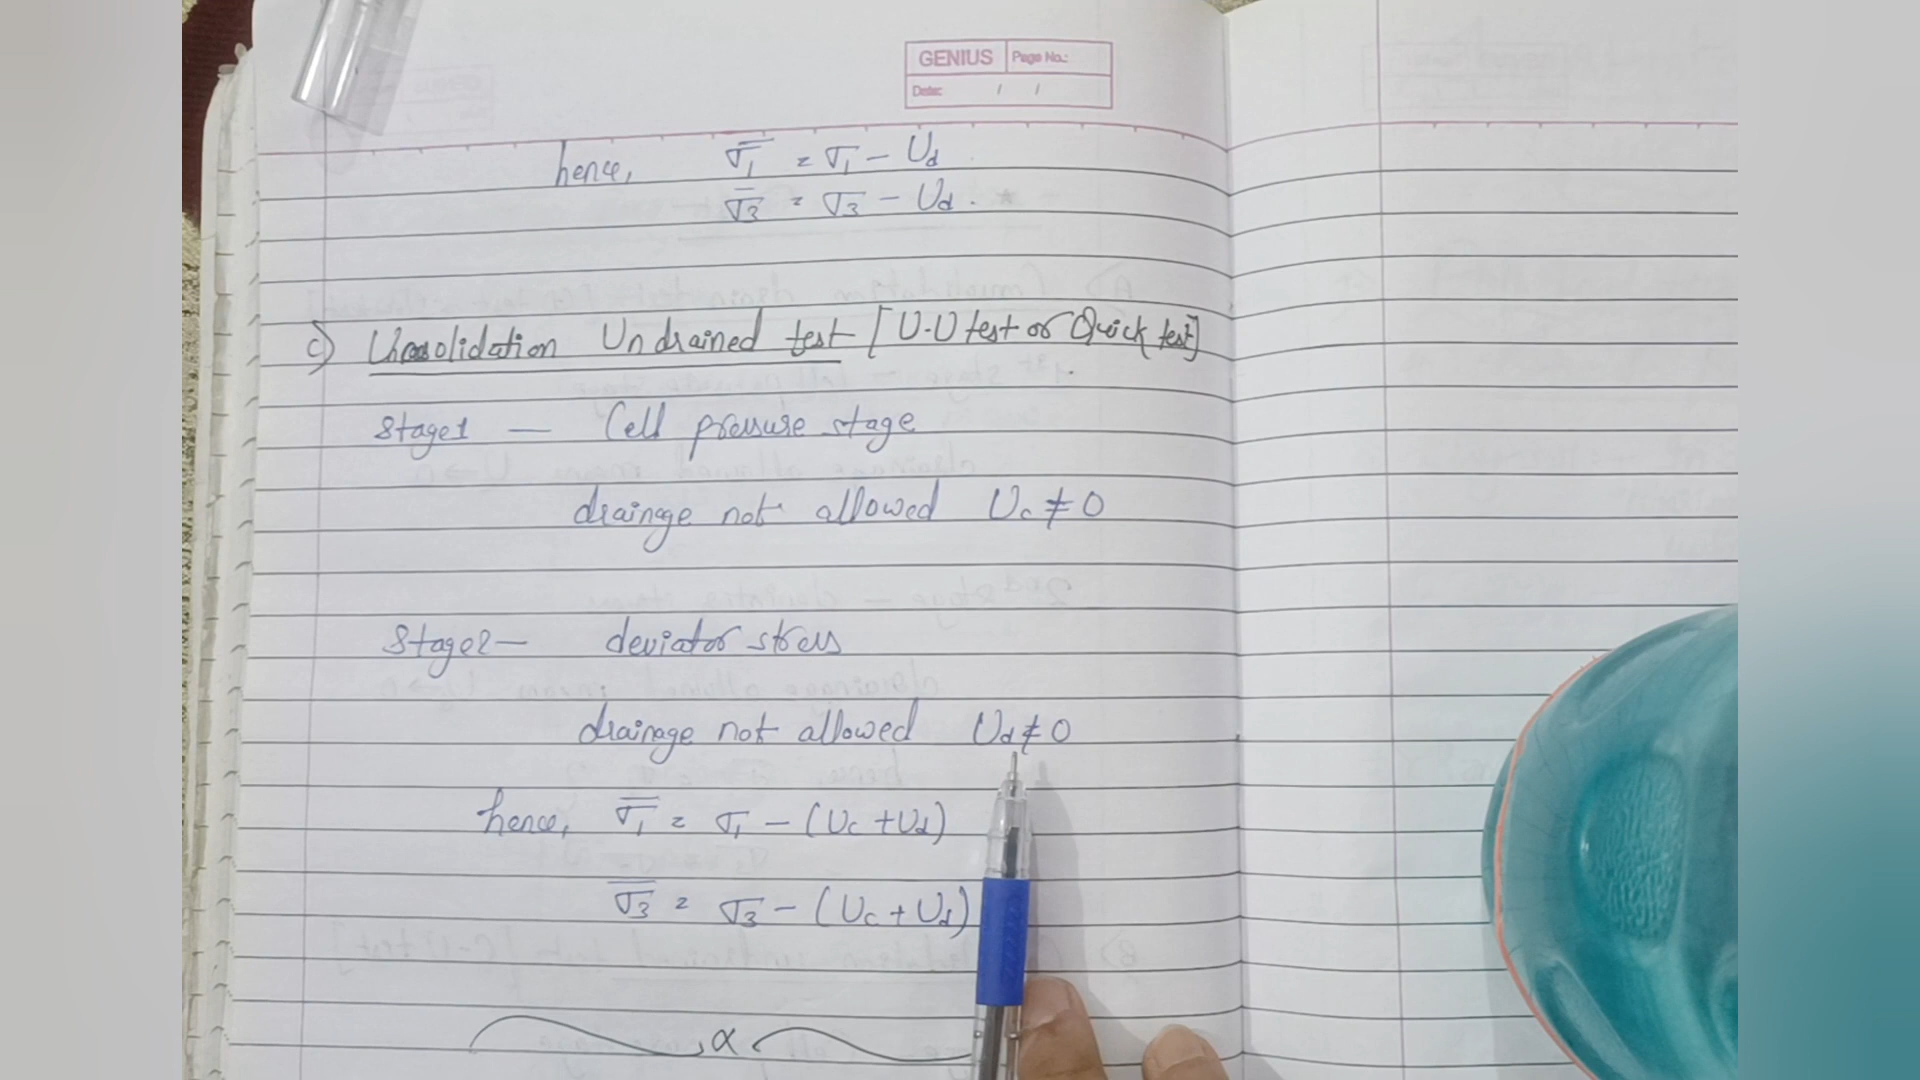 GENIUS Page No.:
Date: / /
hence, σ̅₁ = σ₁ - Ud
σ̅₃ = σ₃ - Ud.
c) Undrained test [U-U test or Quick test]
Stage1 — Cell pressure stage
drainage not allowed Uc ≠ 0
Stage2 — deviator stress
drainage not allowed Ud ≠ 0
hence, σ̅₁ = σ₁ - (Uc + Ud)
σ̅₃ = σ₃ - (Uc + Ud)